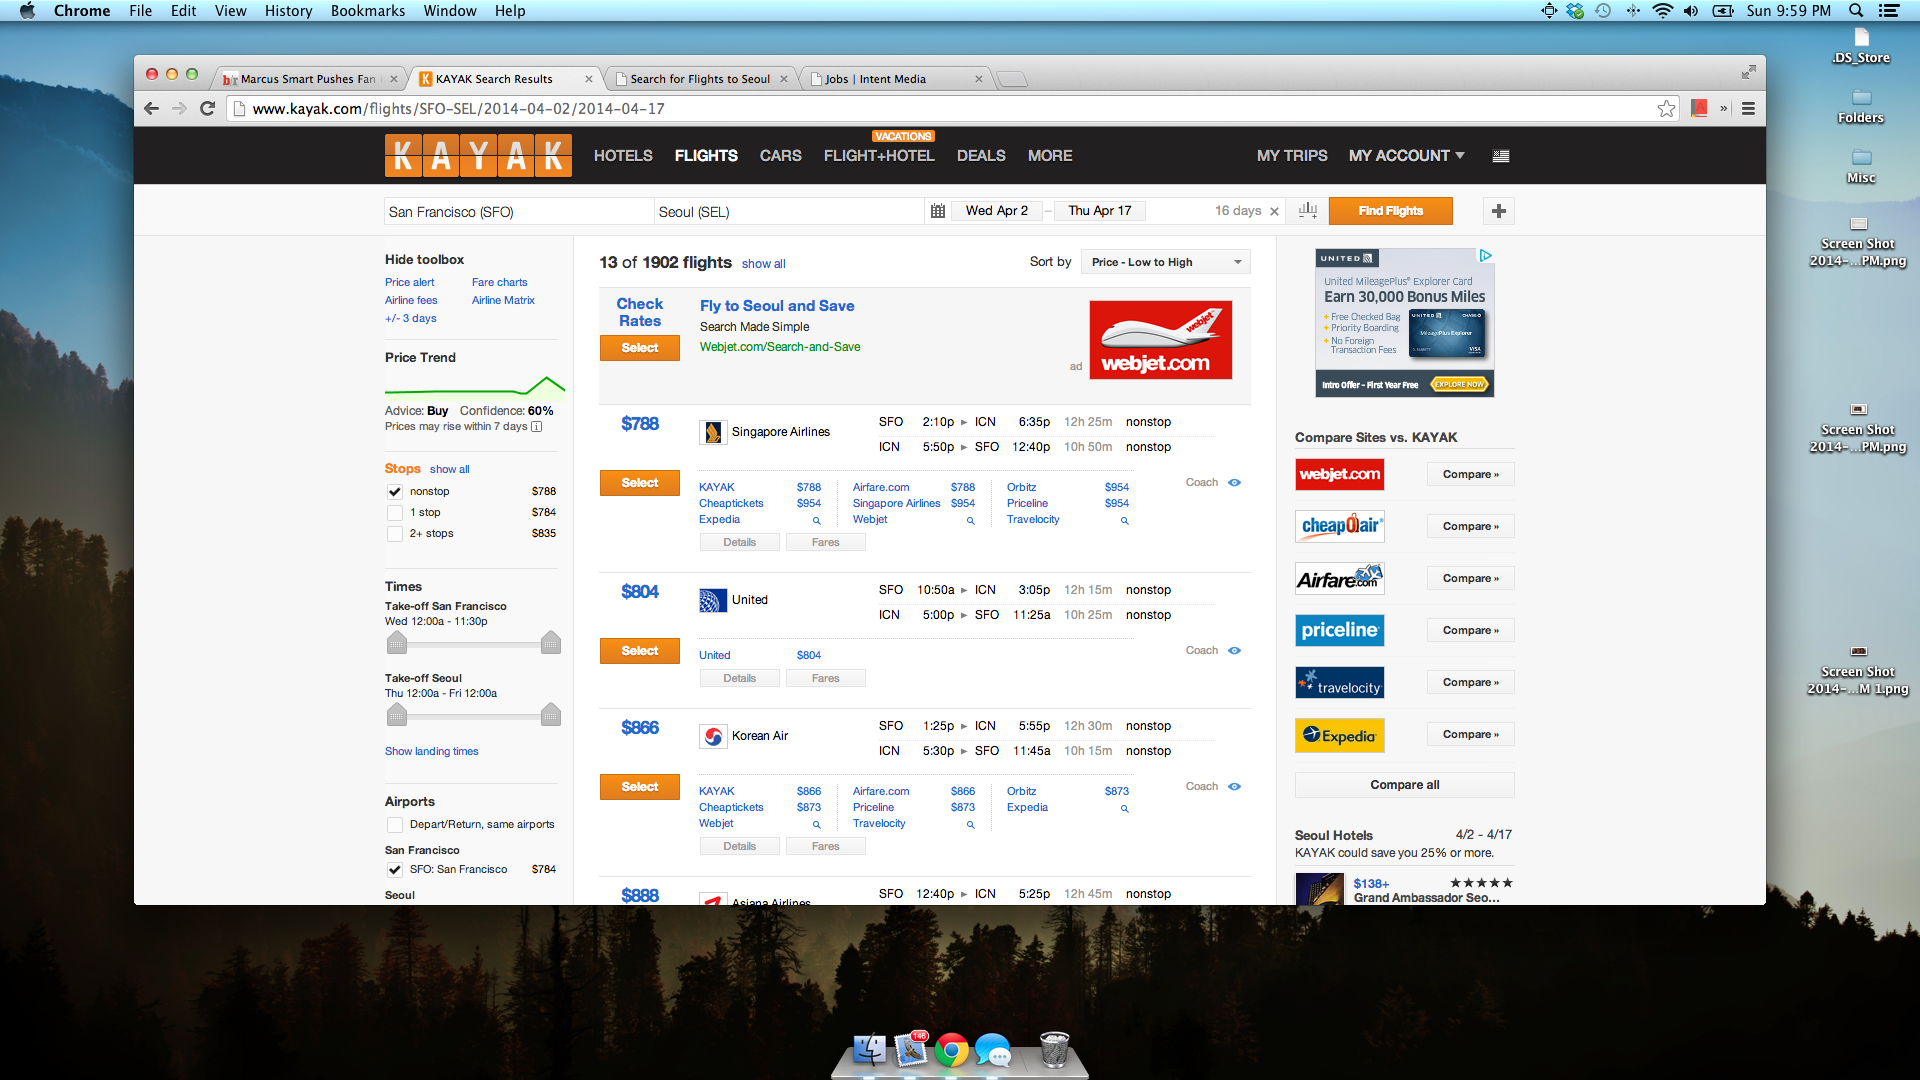 Chrome File Edit View History Bookmarks Window Help
Sun 9:59 PM
Marcus Smart Pushes Fan
KAYAK Search Results
Search for Flights to Seoul
Jobs | Intent Media
www.kayak.com/flights/SFO-SEL/2014-04-02/2014-04-17
KAYAK
HOTELS FLIGHTS CARS FLIGHT+HOTEL DEALS MORE
VACATIONS
MY TRIPS MY ACCOUNT
San Francisco (SFO)
Seoul (SEL)
Wed Apr 2 – Thu Apr 17
16 days
Find Flights
Hide toolbox
Price alert Fare charts
Airline fees Airline Matrix
+/- 3 days
Price Trend
Advice: Buy Confidence: 60%
Prices may rise within 7 days
Stops show all
nonstop $788
1 stop $784
2+ stops $835
Times
Take-off San Francisco
Wed 12:00a - 11:30p
Take-off Seoul
Thu 12:00a - Fri 12:00a
Show landing times
Airports
Depart/Return, same airports
San Francisco
SFO: San Francisco $784
Seoul
13 of 1902 flights show all
Sort by Price - Low to High
Check Rates
Select
Fly to Seoul and Save
Search Made Simple
Webjet.com/Search-and-Save
ad
webjet
webjet.com
$788
Singapore Airlines
SFO 2:10p ICN 6:35p 12h 25m nonstop
ICN 5:50p SFO 12:40p 10h 50m nonstop
Select
KAYAK $788 Airfare.com $788 Orbitz $954
Cheaptickets $954 Singapore Airlines $954 Priceline $954
Expedia Webjet Travelocity
Coach
Details Fares
$804
United
SFO 10:50a ICN 3:05p 12h 15m nonstop
ICN 5:00p SFO 11:25a 10h 25m nonstop
Select
United $804
Coach
Details Fares
$866
Korean Air
SFO 1:25p ICN 5:55p 12h 30m nonstop
ICN 5:30p SFO 11:45a 10h 15m nonstop
Select
KAYAK $866 Airfare.com $866 Orbitz $873
Cheaptickets $873 Priceline $873 Expedia
Webjet Travelocity
Coach
Details Fares
$888
Asiana Airlines
SFO 12:40p ICN 5:25p 12h 45m nonstop
UNITED
United MileagePlus® Explorer Card
Earn 30,000 Bonus Miles
+ Free Checked Bag
+ Priority Boarding
+ No Foreign
Transaction Fees
UNITED CHASE
MileagePlus Explorer
VISA
Intro Offer - First Year Free EXPLORE NOW
Compare Sites vs. KAYAK
webjet.com Compare »
cheapOair Compare »
Airfare.com Compare »
priceline Compare »
travelocity Compare »
Expedia Compare »
Compare all
Seoul Hotels 4/2 - 4/17
KAYAK could save you 25% or more.
$138+ ★★★★★
Grand Ambassador Seo...
.DS_Store
Folders
Misc
Screen Shot
2014-...PM.png
Screen Shot
2014-...PM.png
Screen Shot
2014-...M 1.png
146